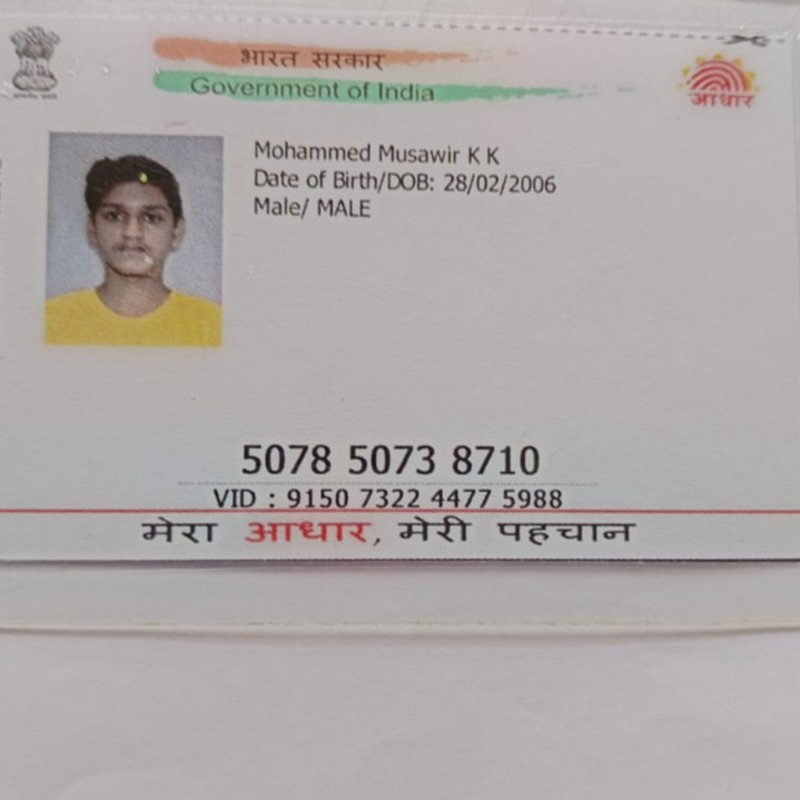 भारत सरकार
Government of India
आधार
Mohammed Musawir K K
Date of Birth/DOB: 28/02/2006
Male/ MALE
5078 5073 8710
VID : 9150 7322 4477 5988
मेरा आधार, मेरी पहचान